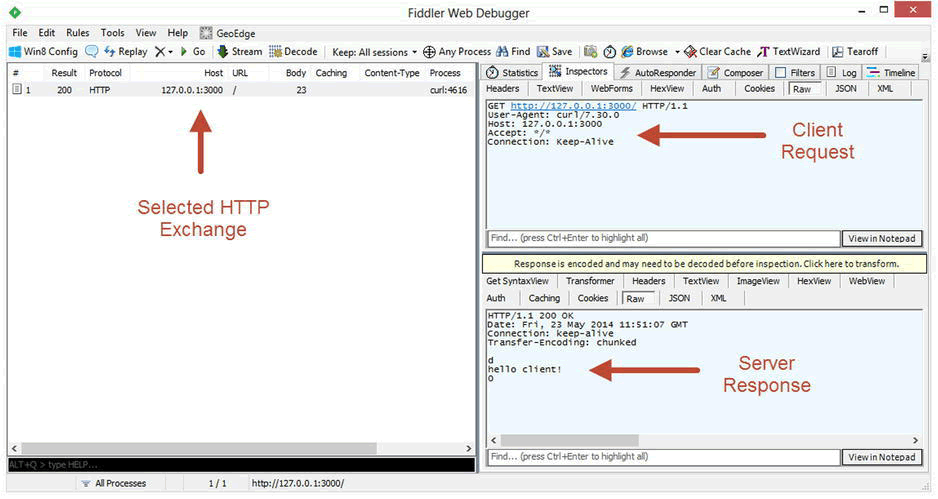 Fiddler Web Debugger
File Edit Rules Tools View Help GeoEdge
Win8 Config Replay Go Stream Decode Keep: All sessions Any Process Find Save Browse Clear Cache TextWizard Tearoff
# Result Protocol Host URL Body Caching Content-Type Process
1 200 HTTP 127.0.0.1:3000 / 23 curl:4616
Selected HTTP
Exchange
ALT+Q > type HELP...
All Processes 1 / 1 http://127.0.0.1:3000/
Statistics Inspectors AutoResponder Composer Filters Log Timeline
Headers TextView WebForms HexView Auth Cookies Raw JSON XML
GET http://127.0.0.1:3000/ HTTP/1.1
User-Agent: curl/7.30.0
Host: 127.0.0.1:3000
Accept: */*
Connection: Keep-Alive
Client
Request
Find... (press Ctrl+Enter to highlight all) View in Notepad
Response is encoded and may need to be decoded before inspection. Click here to transform.
Get SyntaxView Transformer Headers TextView ImageView HexView WebView
Auth Caching Cookies Raw JSON XML
HTTP/1.1 200 OK
Date: Fri, 23 May 2014 11:51:07 GMT
Connection: keep-alive
Transfer-Encoding: chunked
d
hello client!
0
Server
Response
Find... (press Ctrl+Enter to highlight all) View in Notepad